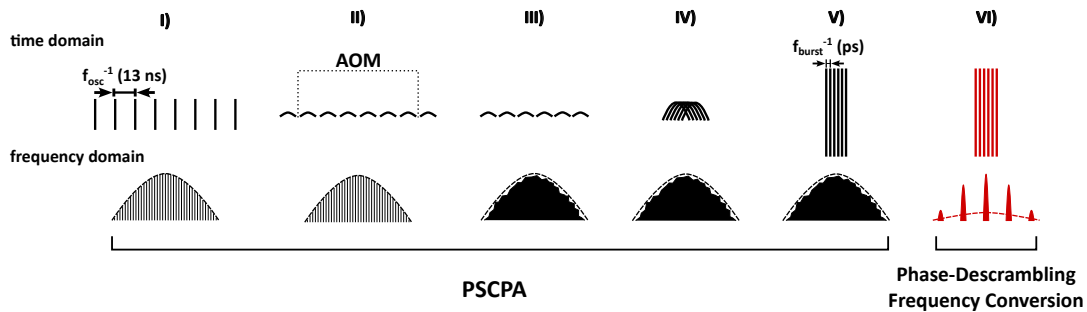 I) II) III) IV) V) VI)
time domain
f_burst^-1 (ps)
AOM
f_osc^-1 (13 ns)
frequency domain
PSCPA
Phase-Descrambling
Frequency Conversion